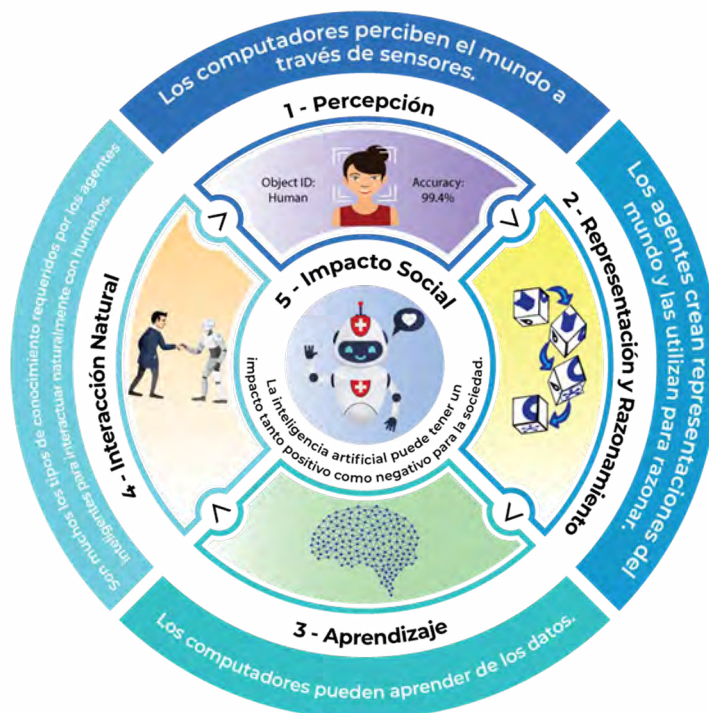 Los computadores perciben el mundo a
través de sensores.
1 - Percepción
Object ID:
Human
Accuracy:
99.4%
Los agentes crean representaciones del
mundo y las utilizan para razonar.
2 - Representación y Razonamiento
3 - Aprendizaje
Los computadores pueden aprender de los datos.
Son muchos los tipos de conocimiento requeridos por los agentes
inteligentes para interactuar naturalmente con humanos.
4 - Interacción Natural
5 - Impacto Social
La inteligencia artificial puede tener un
impacto tanto positivo como negativo para la sociedad.